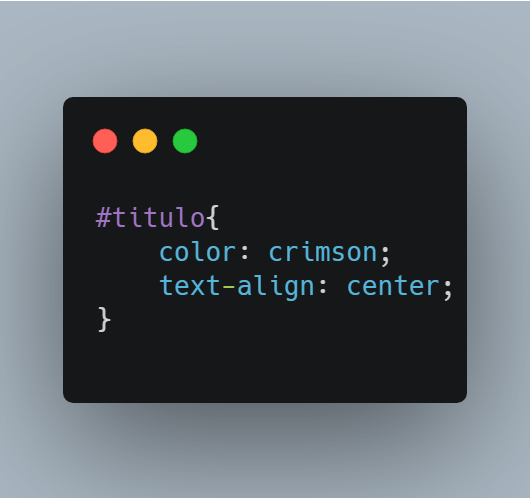 #titulo{
    color: crimson;
    text-align: center;
}